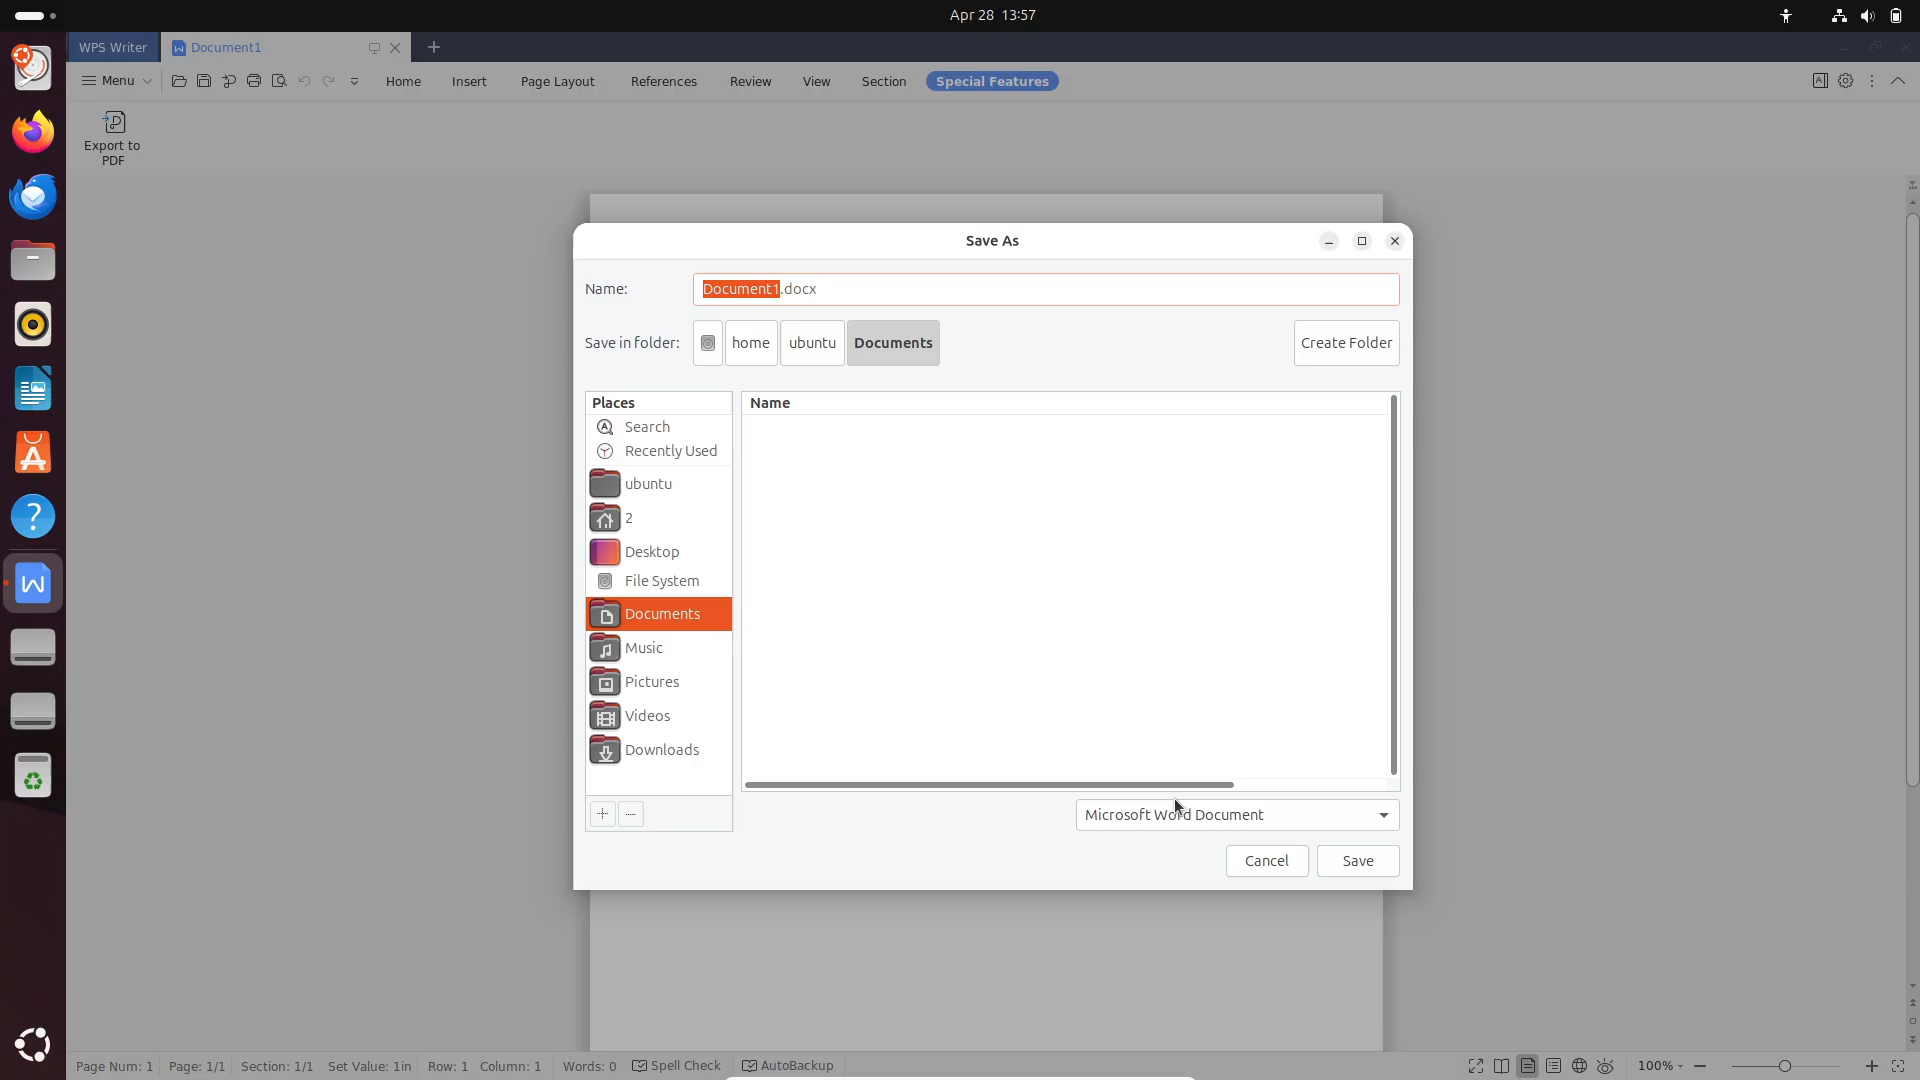 Apr 28 13:57
WPS Writer
Document1
Menu
Home
Insert
Page Layout
References
Review
View
Section
Special Features
Export to
PDF
Save As
Name:
Document1.docx
Save in folder:
home
ubuntu
Documents
Create Folder
Places
Name
Search
Recently Used
ubuntu
2
Desktop
File System
Documents
Music
Pictures
Videos
Downloads
Microsoft Word Document
Cancel
Save
Page Num: 1
Page: 1/1
Section: 1/1
Set Value: 1in
Row: 1
Column: 1
Words: 0
Spell Check
AutoBackup
100%